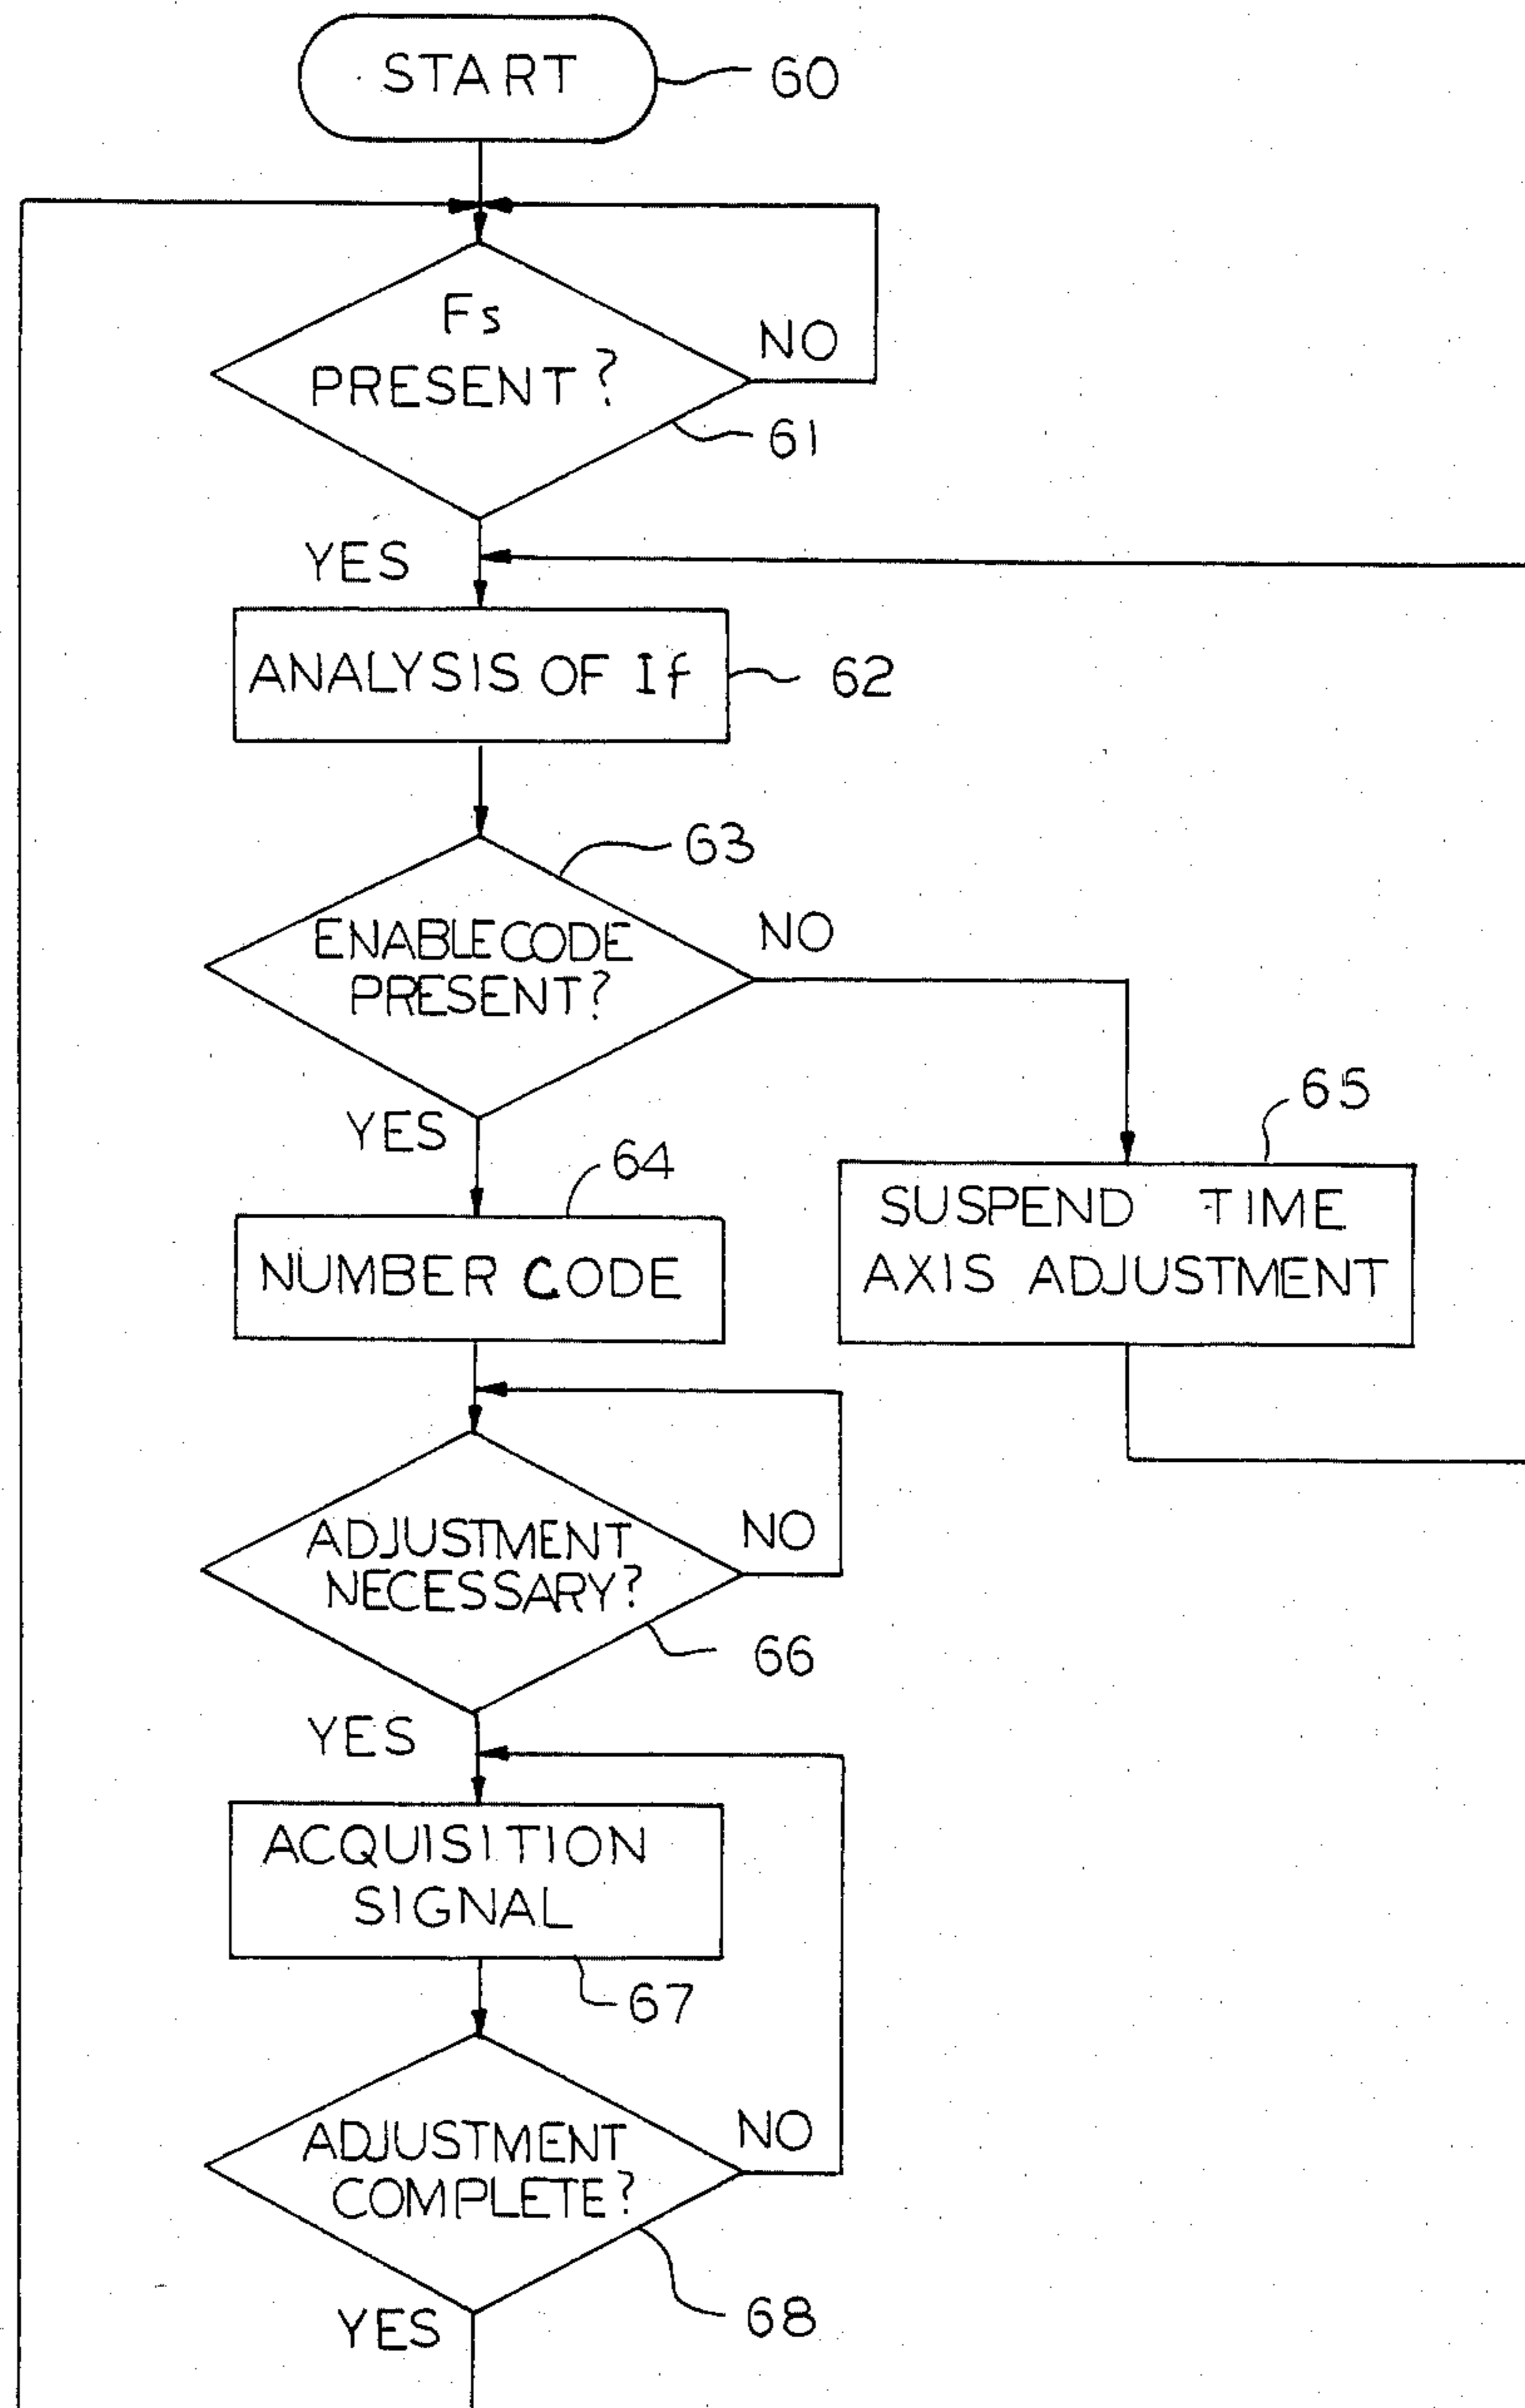 START
60
Fs
PRESENT?
NO
61
YES
ANALYSIS OF If
62
63
ENABLE CODE
PRESENT?
NO
YES
64
65
NUMBER CODE
SUSPEND TIME
AXIS ADJUSTMENT
ADJUSTMENT
NECESSARY?
NO
66
YES
ACQUISITION
SIGNAL
67
ADJUSTMENT
COMPLETE?
NO
68
YES